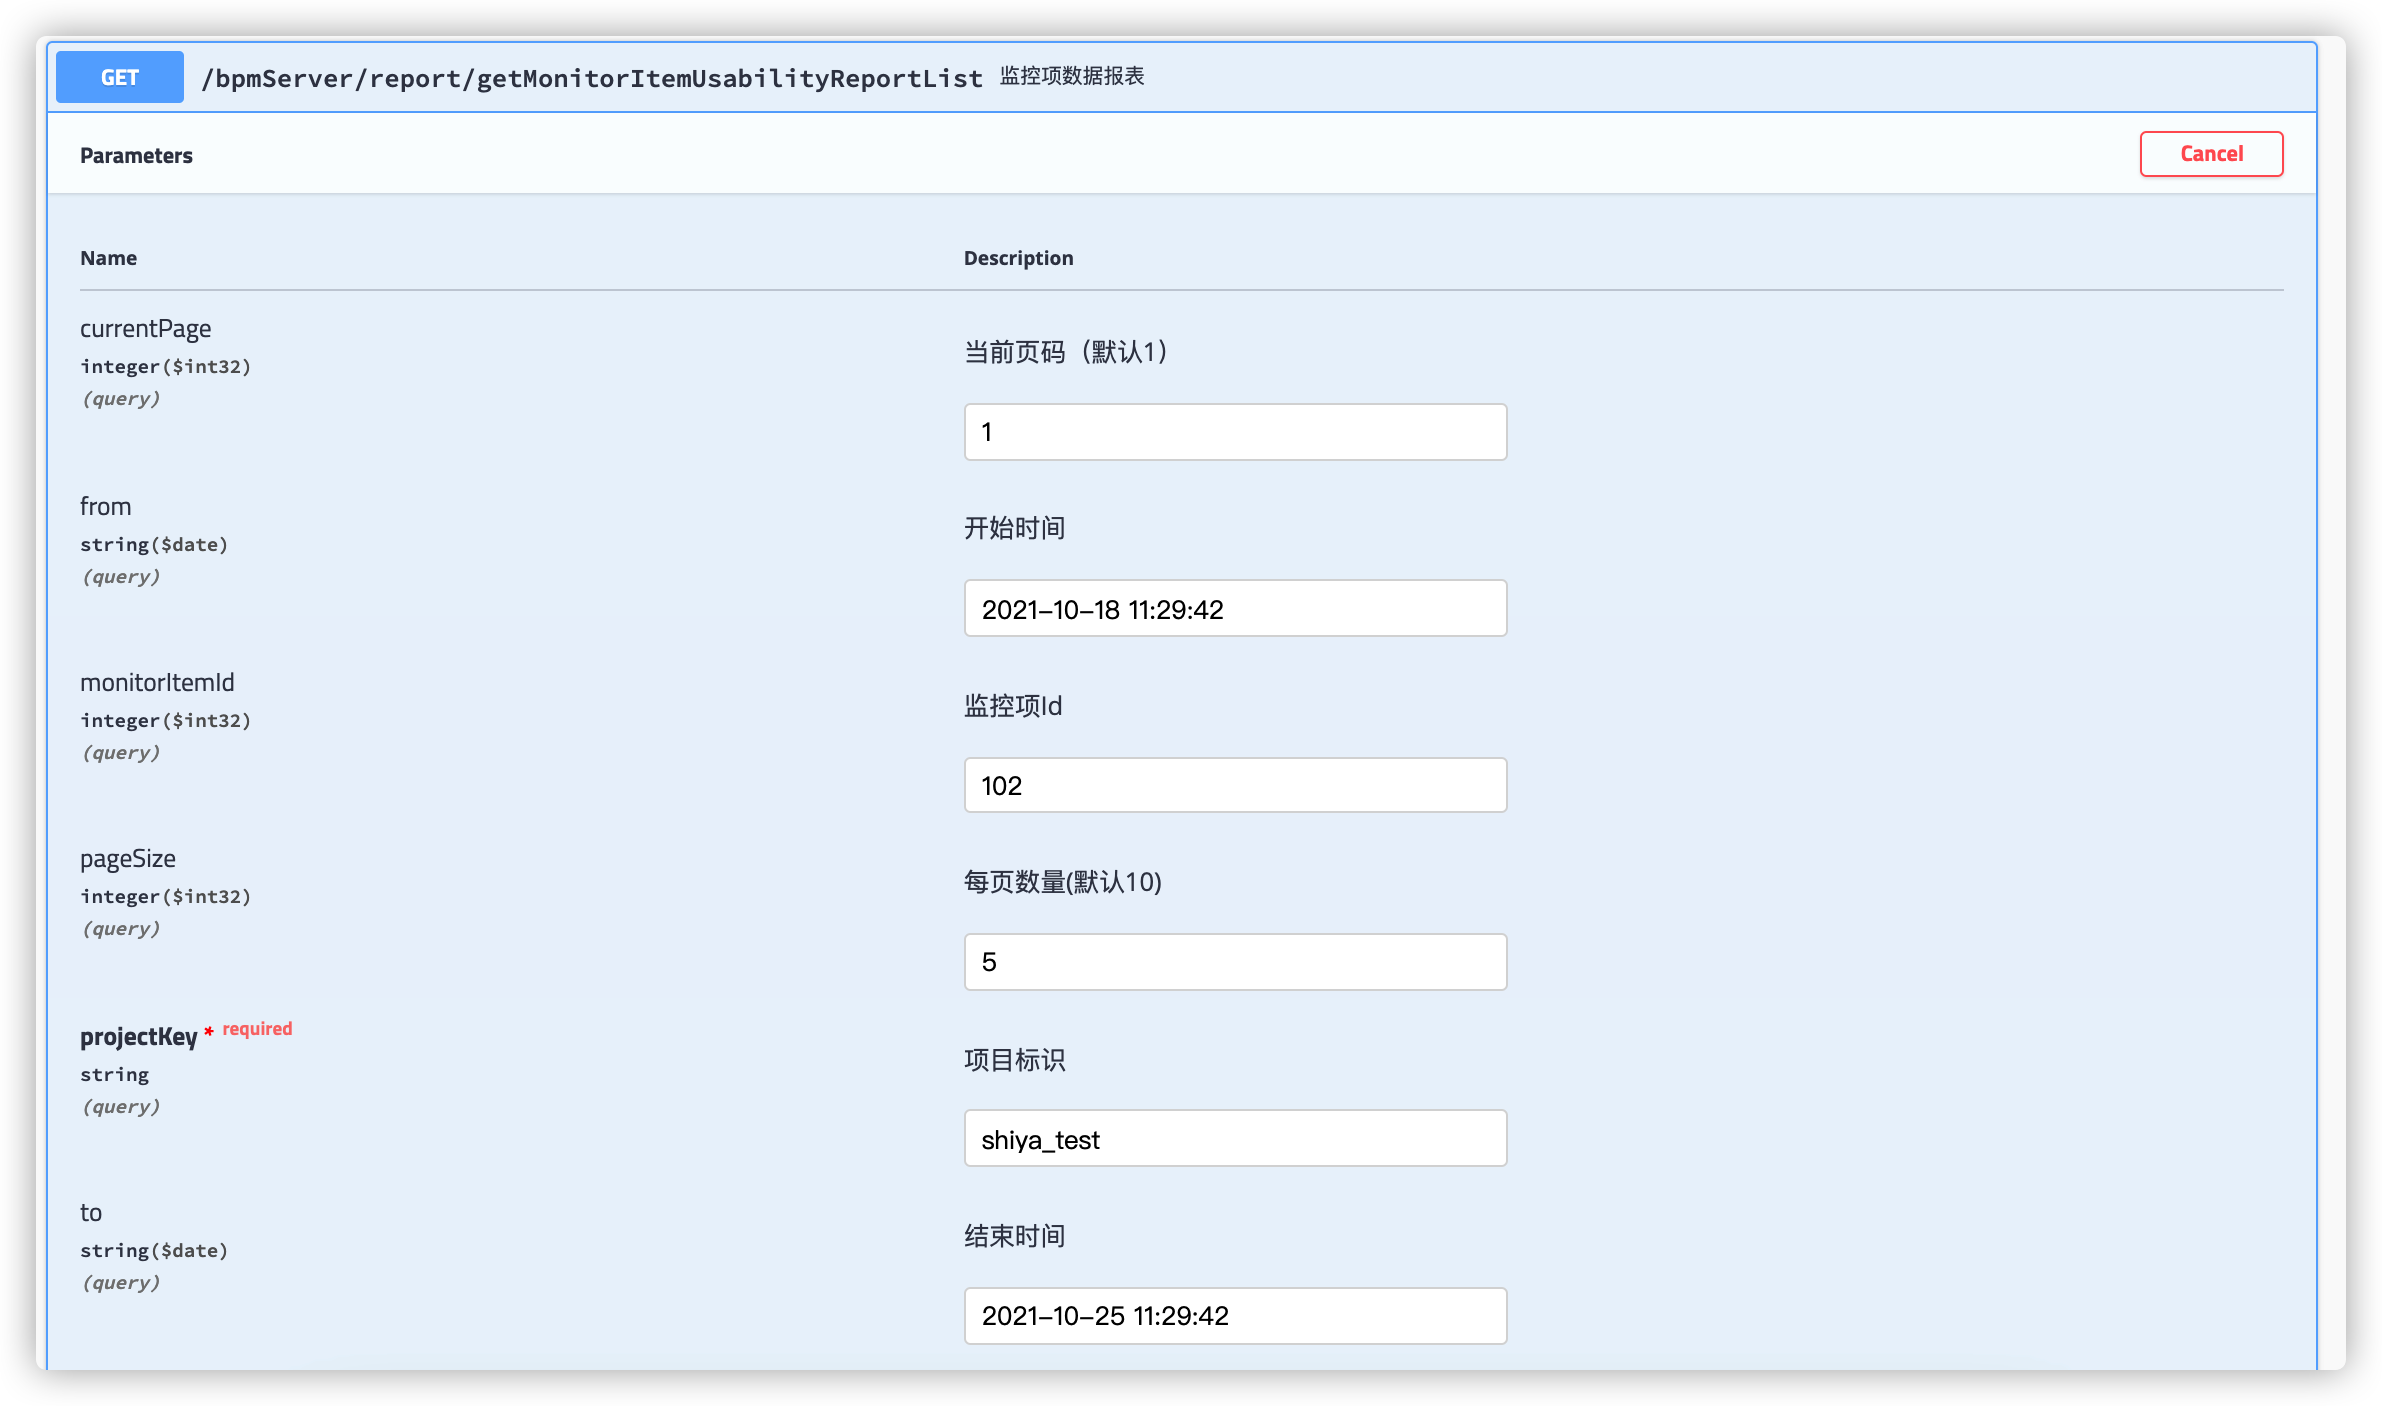 GET /bpmServer/report/getMonitorItemUsabilityReportList 监控项数据报表
Parameters Cancel
Name Description
currentPage
integer($int32)
(query)
当前页码（默认1）
1
from
string($date)
(query)
开始时间
2021-10-18 11:29:42
monitorItemId
integer($int32)
(query)
监控项Id
102
pageSize
integer($int32)
(query)
每页数量(默认10)
5
projectKey * required
string
(query)
项目标识
shiya_test
to
string($date)
(query)
结束时间
2021-10-25 11:29:42